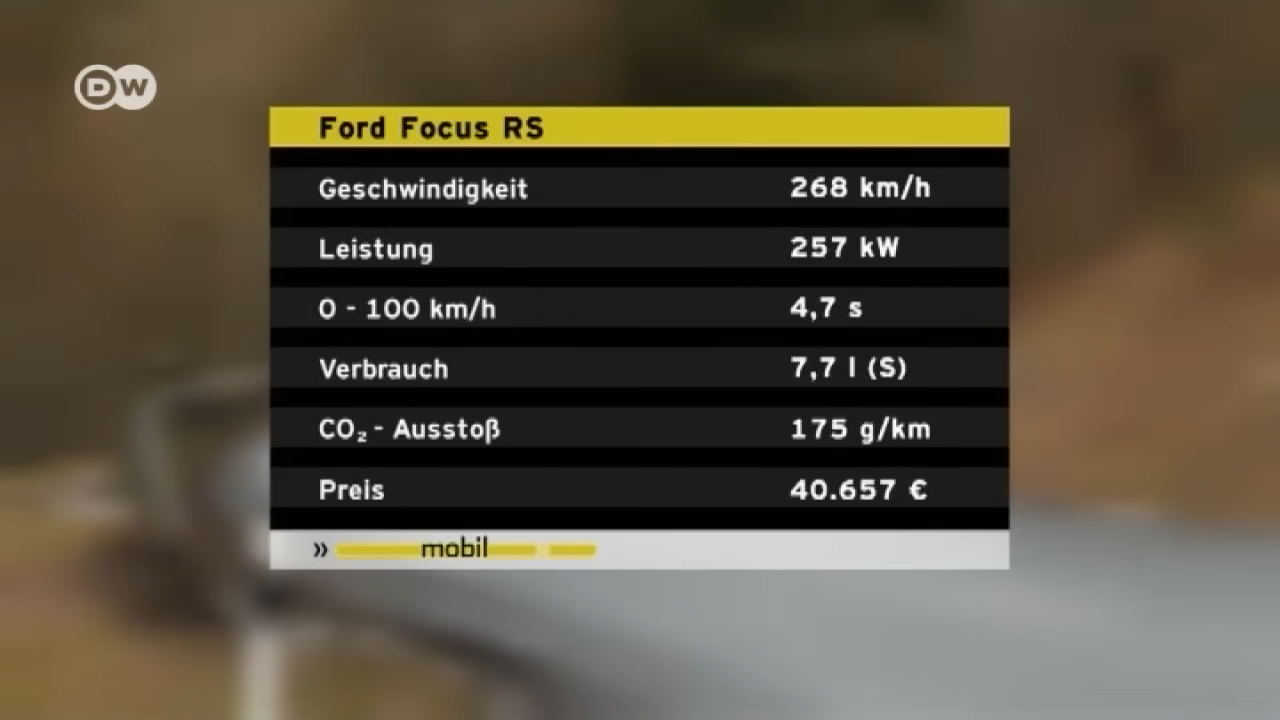 DW
Ford Focus RS
Geschwindigkeit 268 km/h
Leistung 257 kW
0 - 100 km/h 4,7 s
Verbrauch 7,7 l (S)
CO₂ - Ausstoß 175 g/km
Preis 40.657 €
» mobil